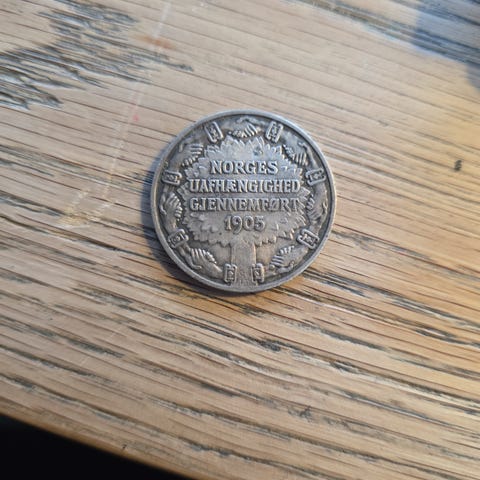 NORGES
UAFHÆNGIGHED
GJENNEMFØRT
1905